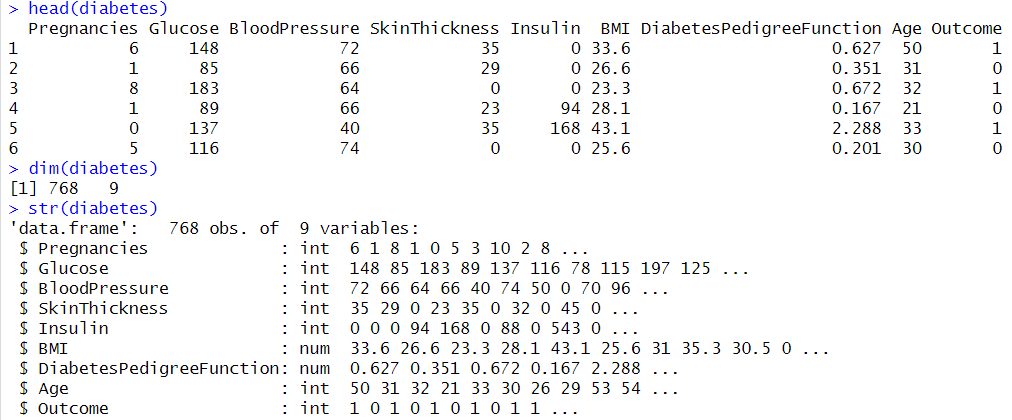 > head(diabetes)
  Pregnancies Glucose BloodPressure SkinThickness Insulin  BMI DiabetesPedigreeFunction Age Outcome
1           6     148            72            35       0 33.6                    0.627  50       1
2           1      85            66            29       0 26.6                    0.351  31       0
3           8     183            64             0       0 23.3                    0.672  32       1
4           1      89            66            23      94 28.1                    0.167  21       0
5           0     137            40            35     168 43.1                    2.288  33       1
6           5     116            74             0       0 25.6                    0.201  30       0
> dim(diabetes)
[1] 768   9
> str(diabetes)
'data.frame':   768 obs. of  9 variables:
 $ Pregnancies             : int  6 1 8 1 0 5 3 10 2 8 ...
 $ Glucose                 : int  148 85 183 89 137 116 78 115 197 125 ...
 $ BloodPressure           : int  72 66 64 66 40 74 50 0 70 96 ...
 $ SkinThickness           : int  35 29 0 23 35 0 32 0 45 0 ...
 $ Insulin                 : int  0 0 0 94 168 0 88 0 543 0 ...
 $ BMI                     : num  33.6 26.6 23.3 28.1 43.1 25.6 31 35.3 30.5 0 ...
 $ DiabetesPedigreeFunction: num  0.627 0.351 0.672 0.167 2.288 ...
 $ Age                     : int  50 31 32 21 33 30 26 29 53 54 ...
 $ Outcome                 : int  1 0 1 0 1 0 1 0 1 1 ...